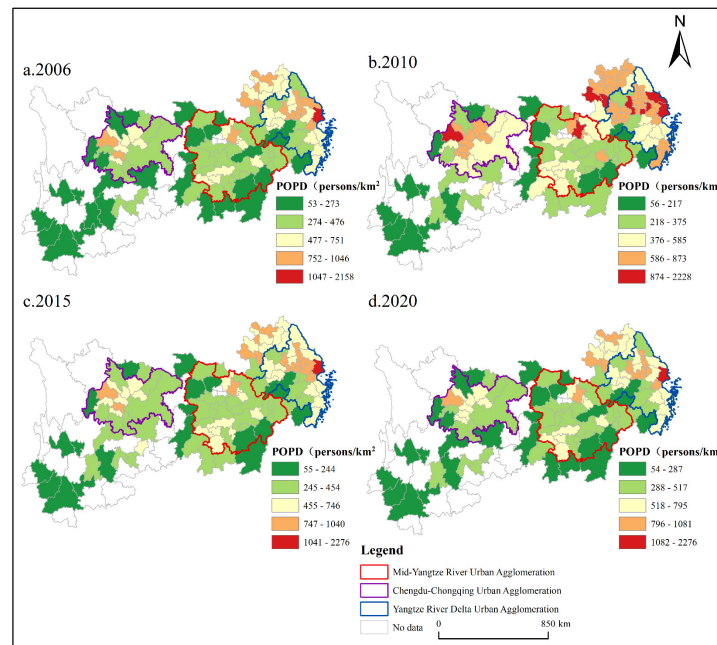 N
a.2006
POPD（persons/km²
53 - 273
274 - 476
477 - 751
752 - 1046
1047 - 2158
b.2010
POPD（persons/km²
56 - 217
218 - 375
376 - 585
586 - 873
874 - 2228
c.2015
POPD（persons/km²
55 - 244
245 - 454
455 - 746
747 - 1040
1041 - 2276
d.2020
POPD（persons/km²
54 - 287
288 - 517
518 - 795
796 - 1081
1082 - 2276
Legend
Mid-Yangtze River Urban Agglomeration
Chengdu-Chongqing Urban Agglomeration
Yangtze River Delta Urban Agglomeration
No data
0 850 km